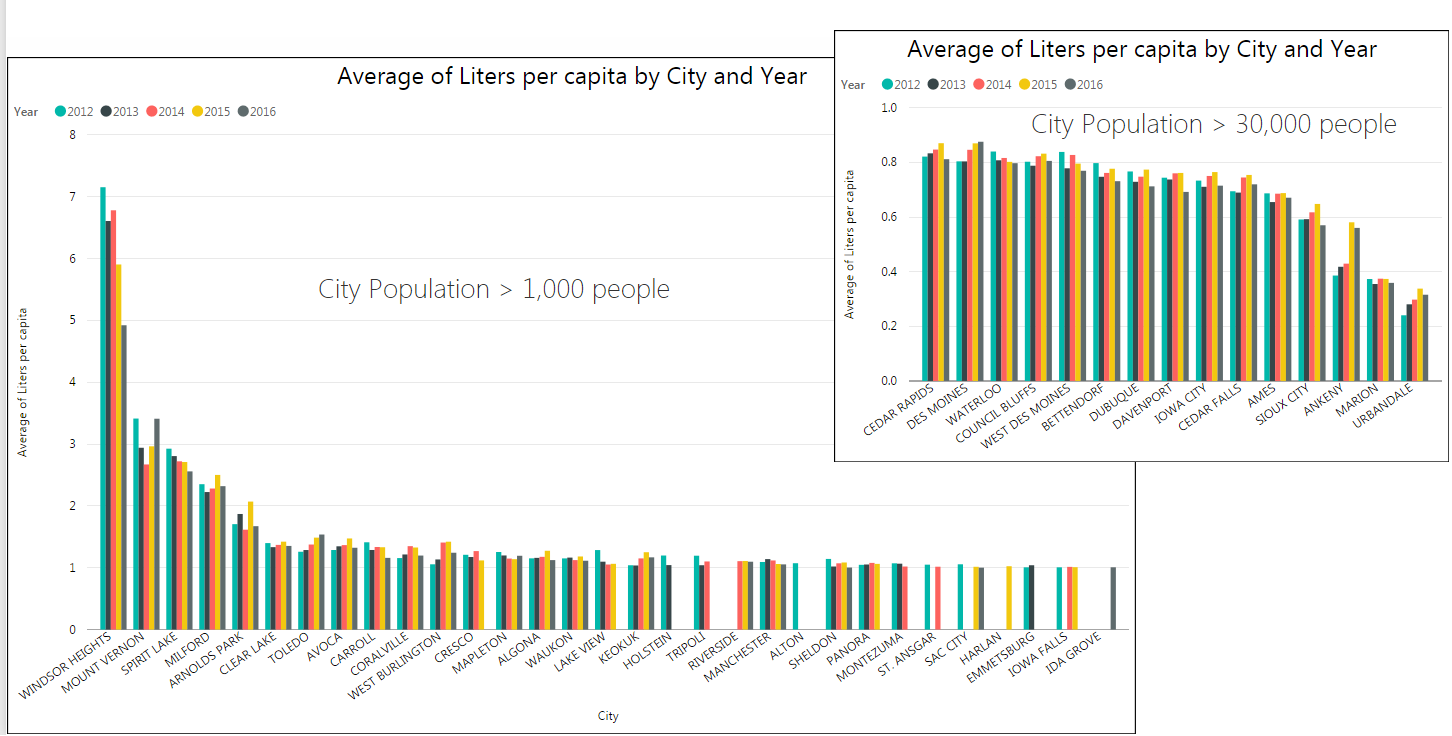 Average of Liters per capita by City and Year
Year 2012 2013 2014 2015 2016
City Population > 1,000 people
Average of Liters per capita
8
7
6
5
4
3
2
1
0
WINDSOR HEIGHTS
MOUNT VERNON
SPIRIT LAKE
MILFORD
ARNOLDS PARK
CLEAR LAKE
TOLEDO
AVOCA
CARROLL
CORALVILLE
WEST BURLINGTON
CRESCO
MAPLETON
ALGONA
WAUKON
LAKE VIEW
KEOKUK
HOLSTEIN
TRIPOLI
RIVERSIDE
MANCHESTER
ALTON
SHELDON
PANORA
MONTEZUMA
ST. ANSGAR
SAC CITY
HARLAN
EMMETSBURG
IOWA FALLS
IDA GROVE
City
Average of Liters per capita by City and Year
Year 2012 2013 2014 2015 2016
City Population > 30,000 people
Average of Liters per capita
1.0
0.8
0.6
0.4
0.2
0.0
CEDAR RAPIDS
DES MOINES
WATERLOO
COUNCIL BLUFFS
WEST DES MOINES
BETTENDORF
DUBUQUE
DAVENPORT
IOWA CITY
CEDAR FALLS
AMES
SIOUX CITY
ANKENY
MARION
URBANDALE